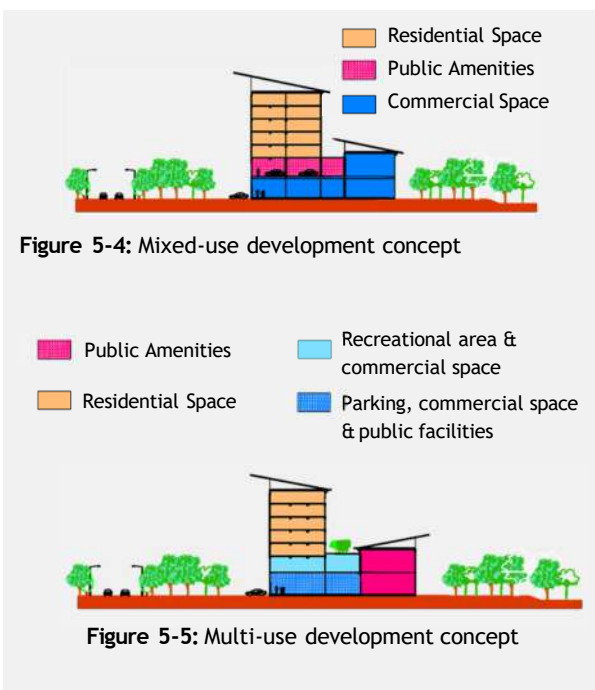 Residential Space
Public Amenities
Commercial Space
Figure 5-4: Mixed-use development concept
Public Amenities
Recreational area &
commercial space
Residential Space
Parking, commercial space
& public facilities
Figure 5-5: Multi-use development concept